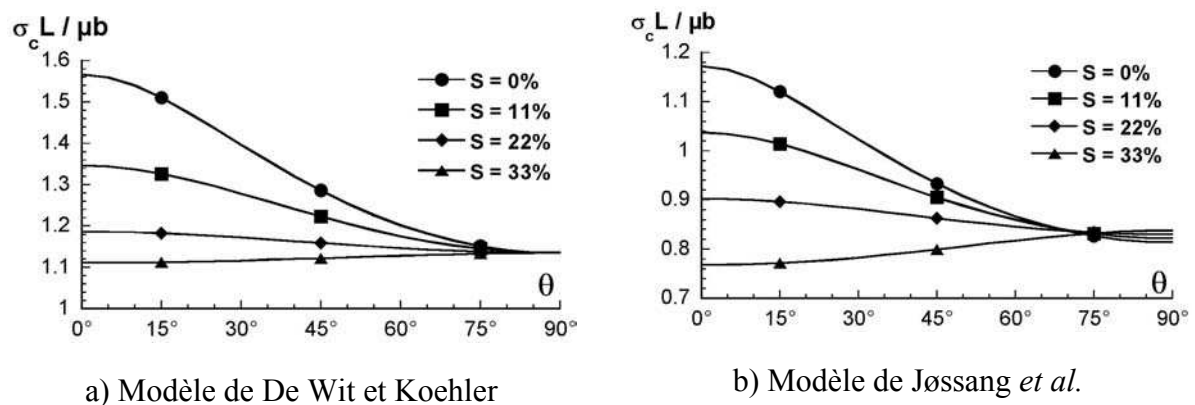 σc L / μb
1.6
1.5
1.4
1.3
1.2
1.1
1
S = 0%
S = 11%
S = 22%
S = 33%
θ
0° 15° 30° 45° 60° 75° 90°
a) Modèle de De Wit et Koehler
σc L / μb
1.2
1.1
1
0.9
0.8
0.7
S = 0%
S = 11%
S = 22%
S = 33%
θ
0° 15° 30° 45° 60° 75° 90°
b) Modèle de Jøssang et al.